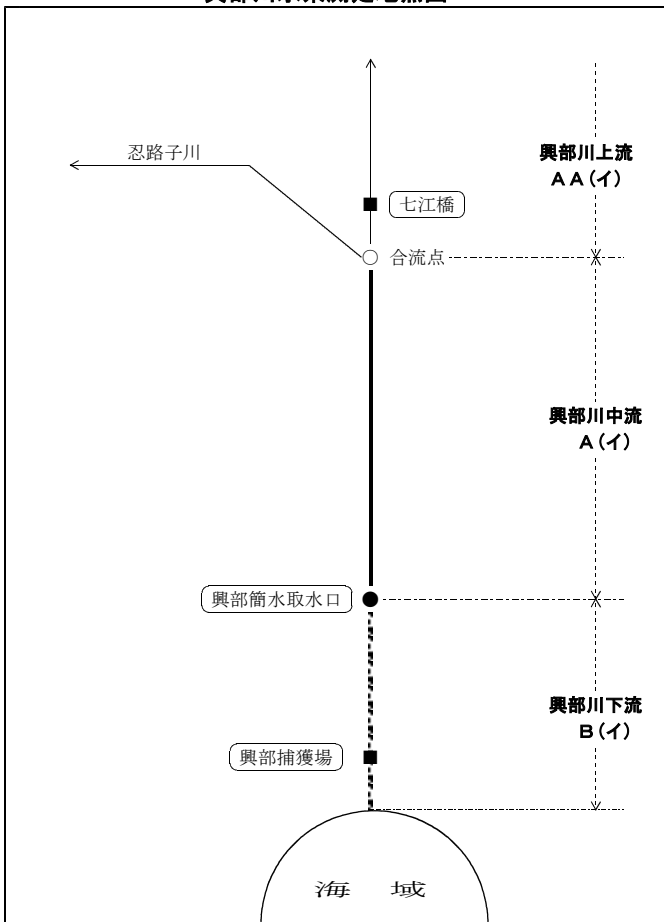 忍路子川
興部川上流
AA(イ)
七江橋
合流点
興部川中流
A(イ)
興部簡水取水口
興部川下流
B(イ)
興部捕獲場
海域